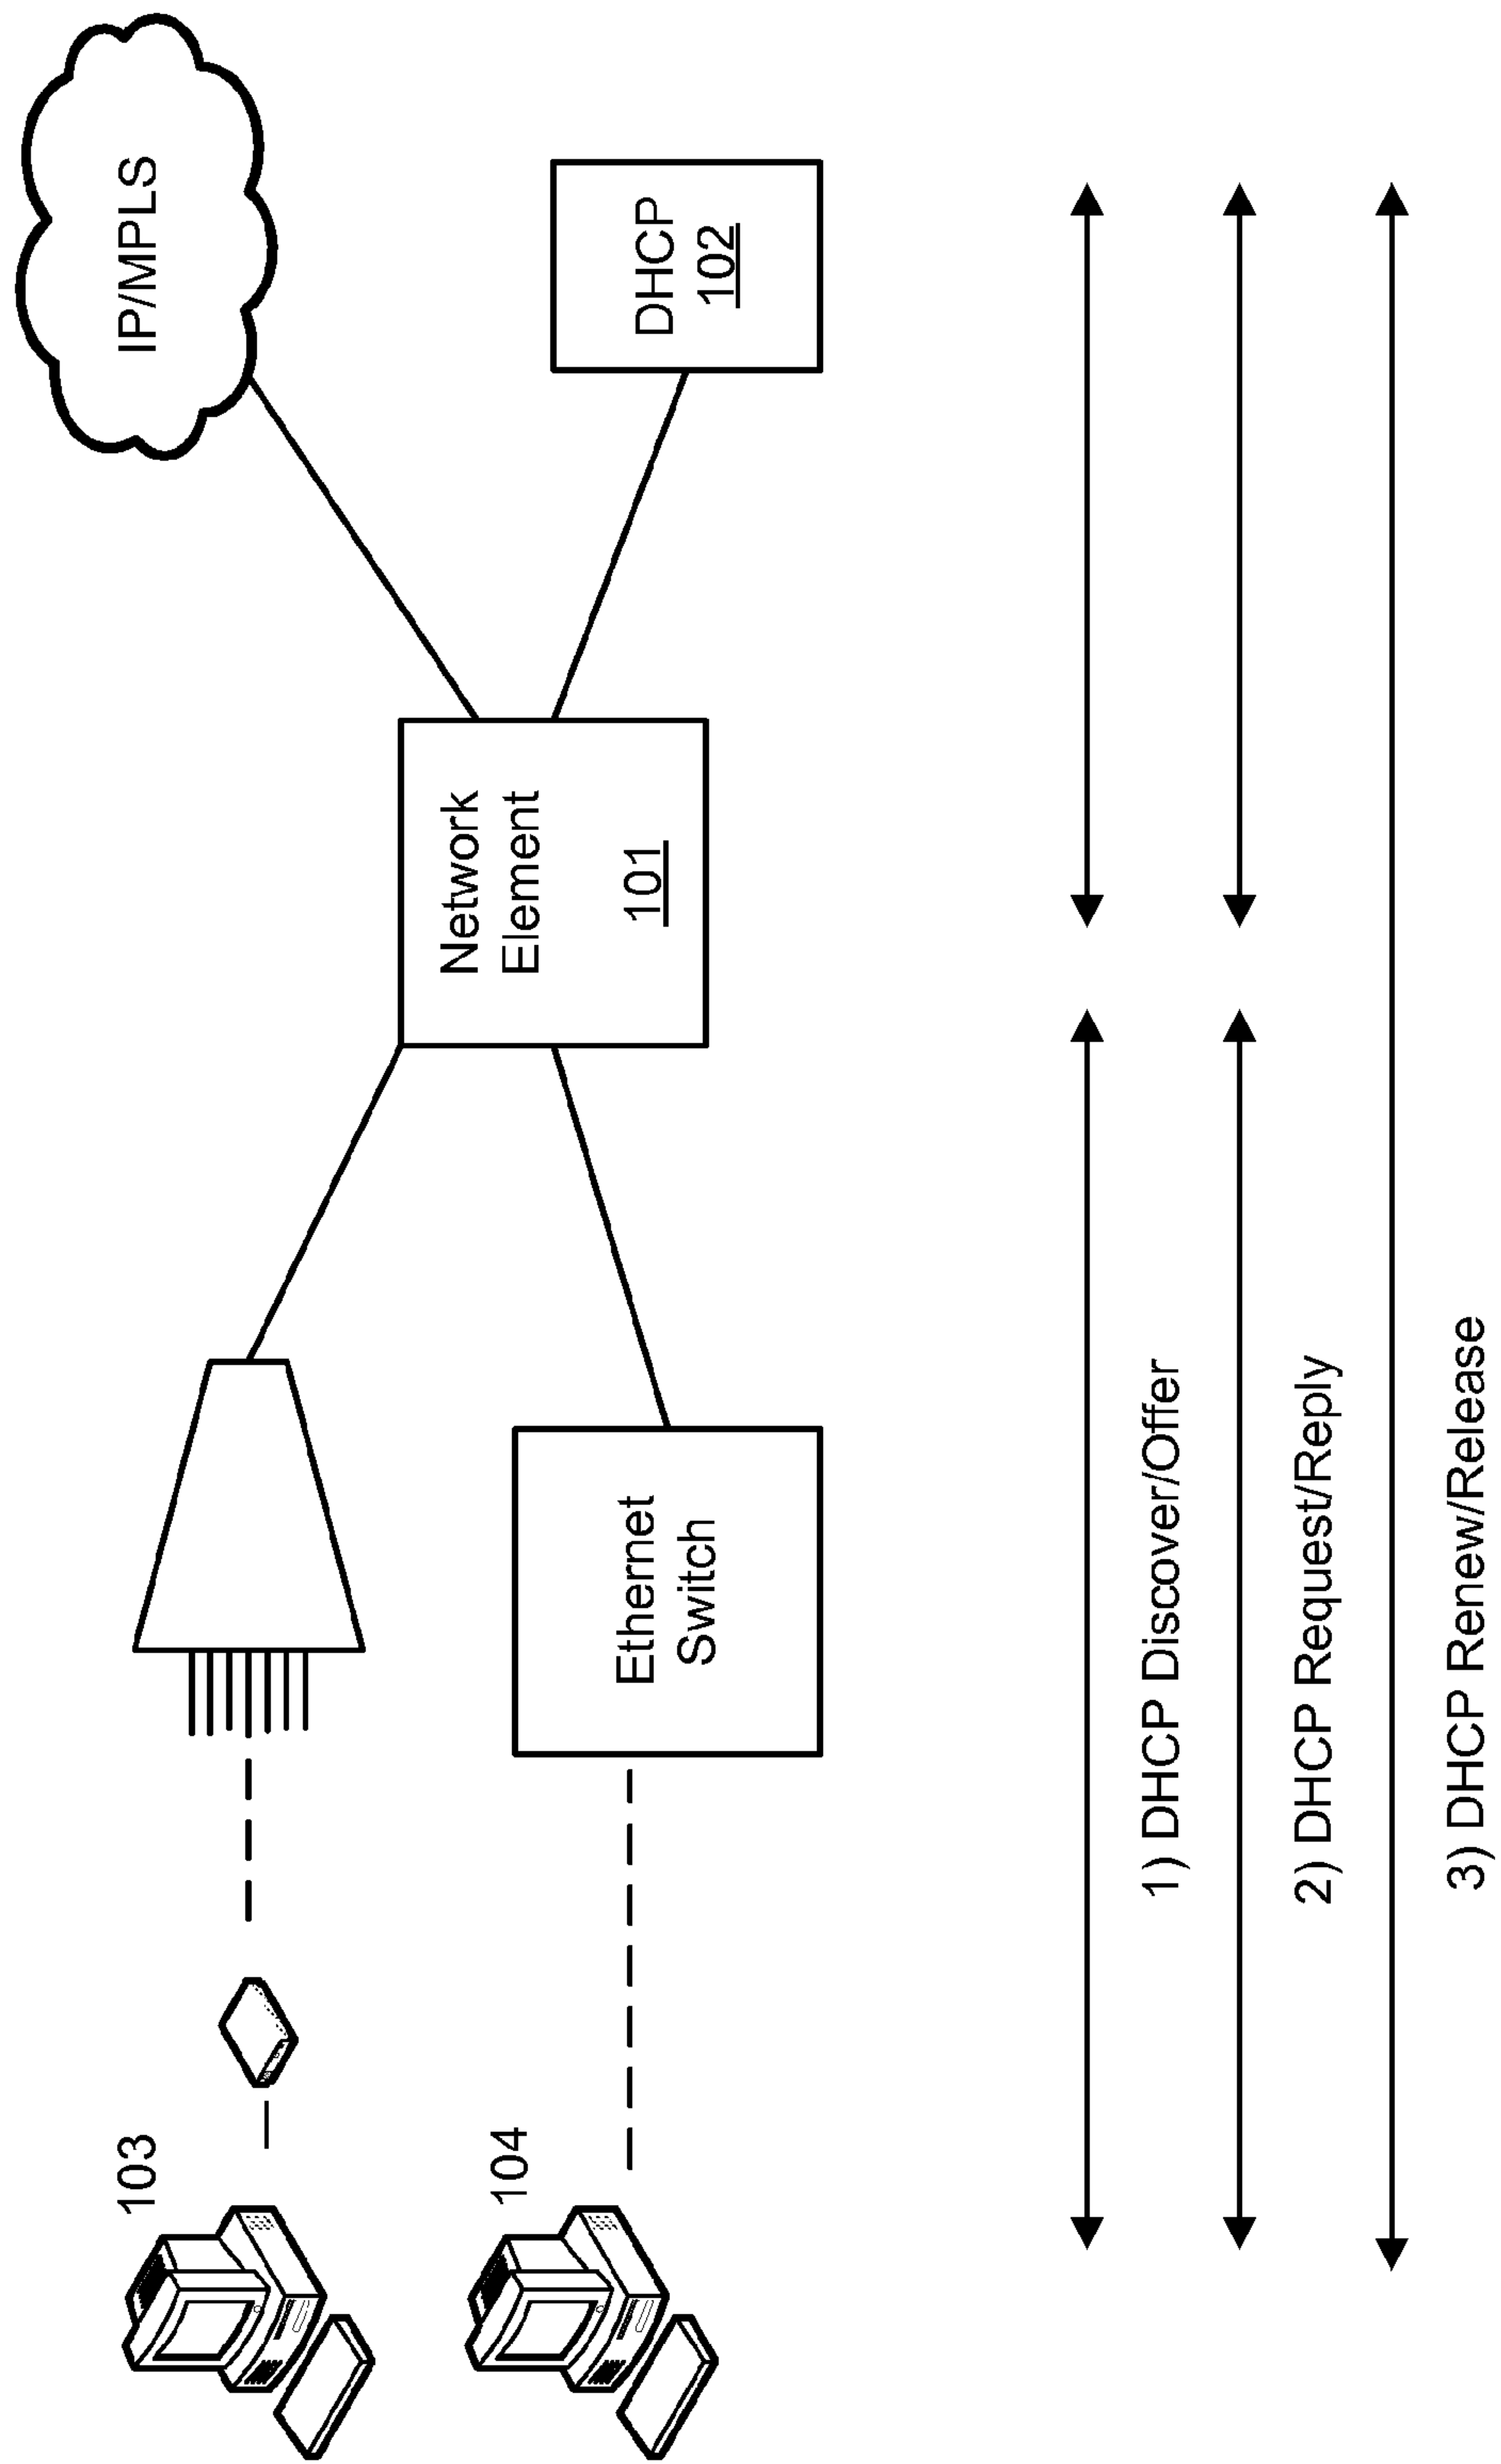 103
104
Ethernet
Switch
Network
Element
101
IP/MPLS
DHCP
102
1) DHCP Discover/Offer
2) DHCP Request/Reply
3) DHCP Renew/Release